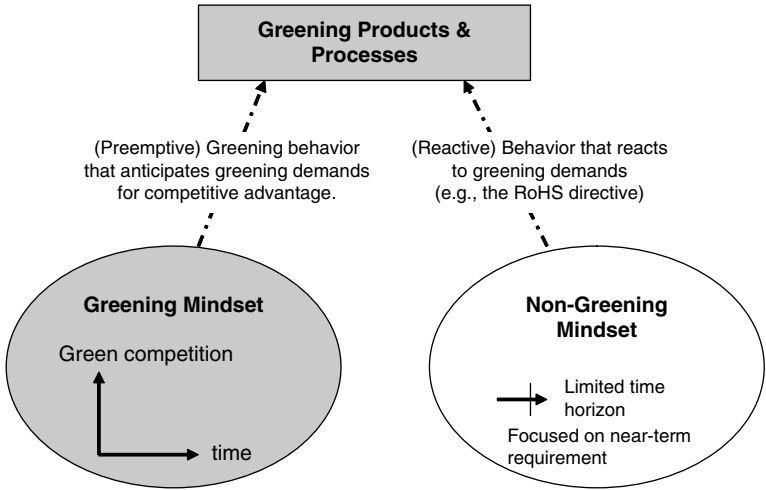 Greening Products &
Processes
(Preemptive) Greening behavior
that anticipates greening demands
for competitive advantage.
(Reactive) Behavior that reacts
to greening demands
(e.g., the RoHS directive)
Greening Mindset
Green competition
time
Non-Greening
Mindset
Limited time
horizon
Focused on near-term
requirement